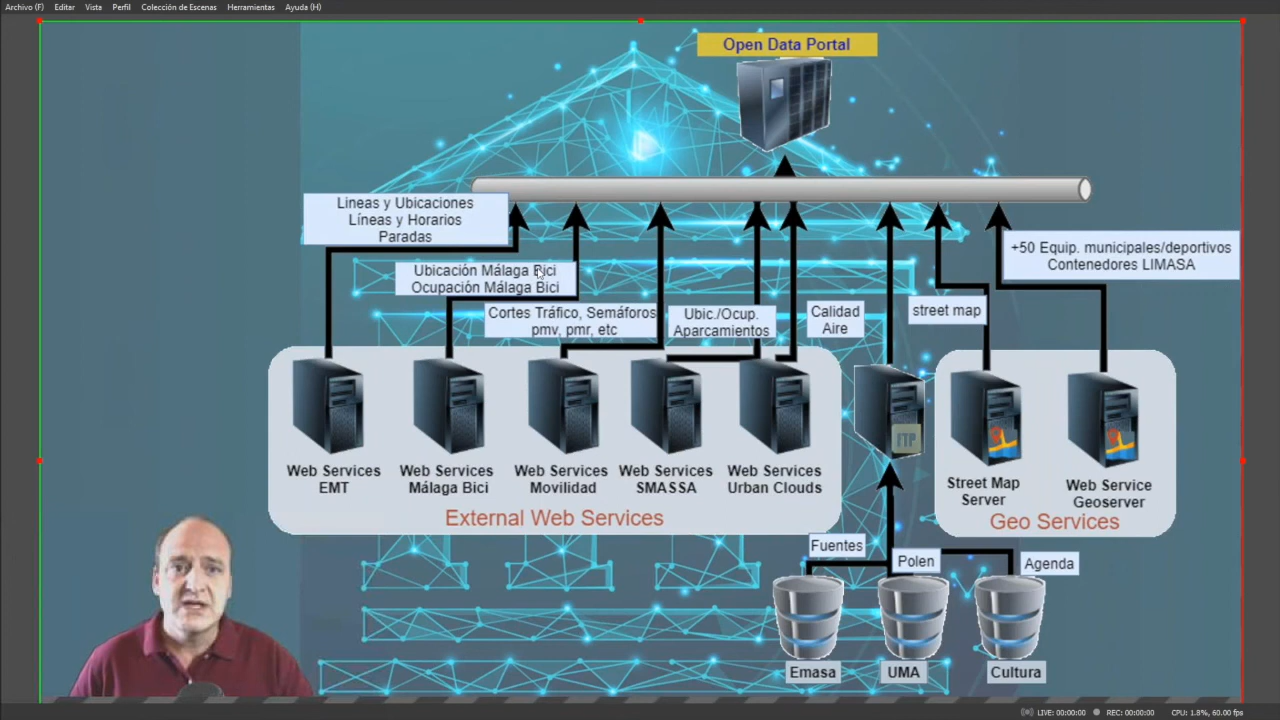 Archivo (F) Editar Vista Perfil Colección de Escenas Herramientas Ayuda (H)
Open Data Portal
Lineas y Ubicaciones
Líneas y Horarios
Paradas
+50 Equip. municipales/deportivos
Contenedores LIMASA
Ubicación Málaga Bici
Ocupación Málaga Bici
Cortes Tráfico, Semáforos
pmv, pmr, etc
Ubic./Ocup.
Aparcamientos
Calidad
Aire
street map
FTP
Web Services
EMT
Web Services
Málaga Bici
Web Services
Movilidad
Web Services
SMASSA
Web Services
Urban Clouds
External Web Services
Street Map
Server
Web Service
Geoserver
Geo Services
Fuentes
Polen
Agenda
Emasa
UMA
Cultura
LIVE: 00:00:00 REC: 00:00:00 CPU: 1.8%, 60.00 fps